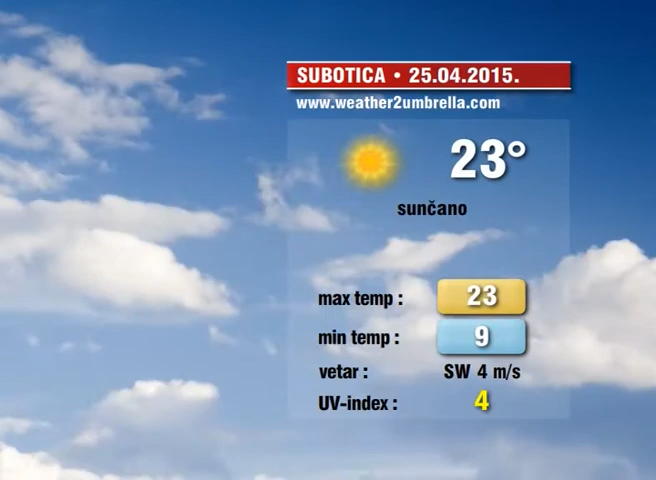 SUBOTICA • 25.04.2015.
www.weather2umbrella.com
23°
sunčano
max temp : 23
min temp : 9
vetar : SW 4 m/s
UV-index : 4